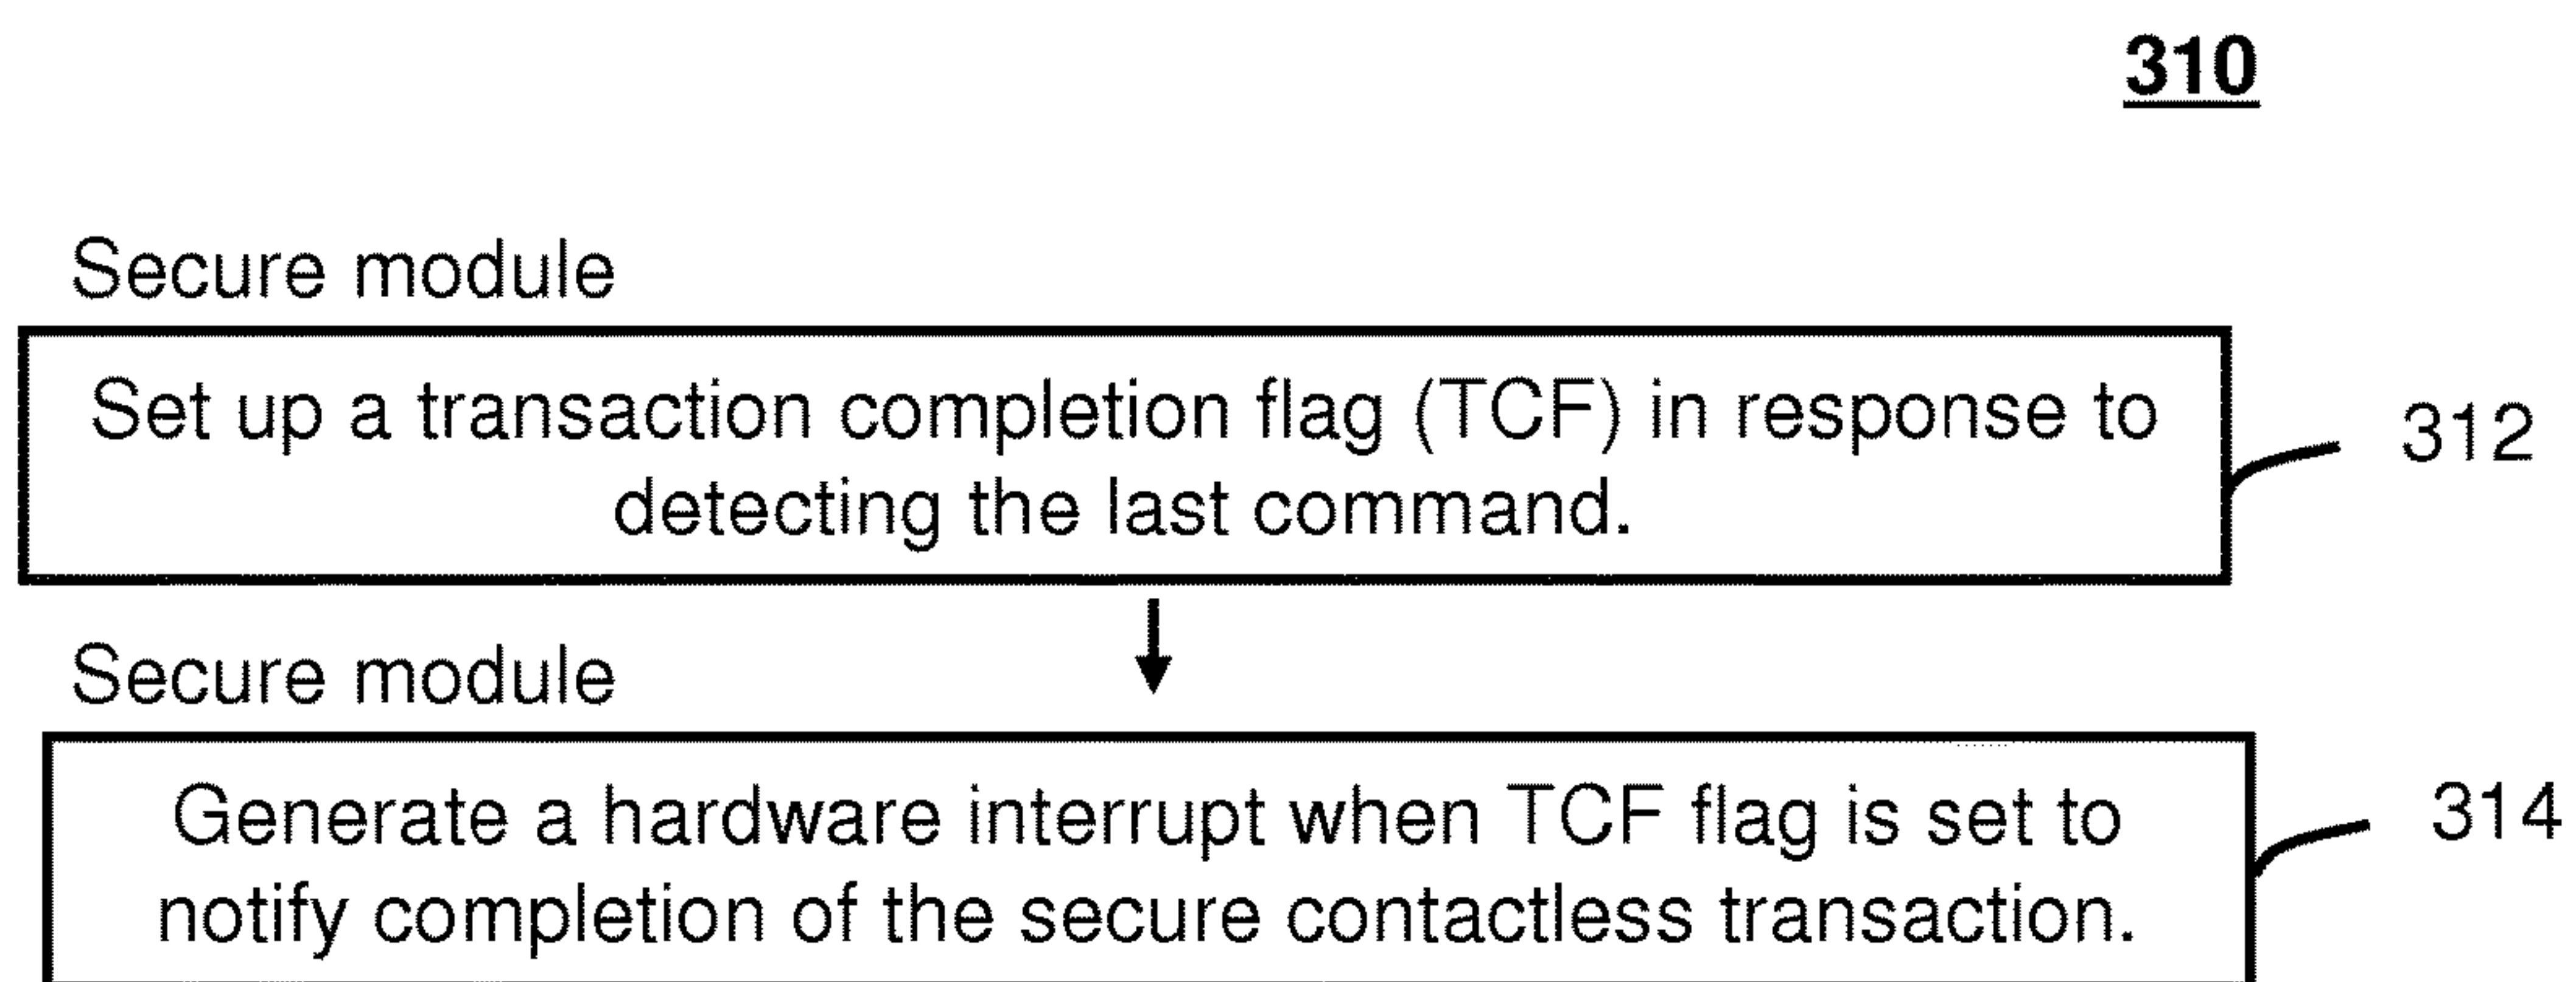 310
Secure module
Set up a transaction completion flag (TCF) in response to
detecting the last command.
312
Secure module
Generate a hardware interrupt when TCF flag is set to
notify completion of the secure contactless transaction.
314